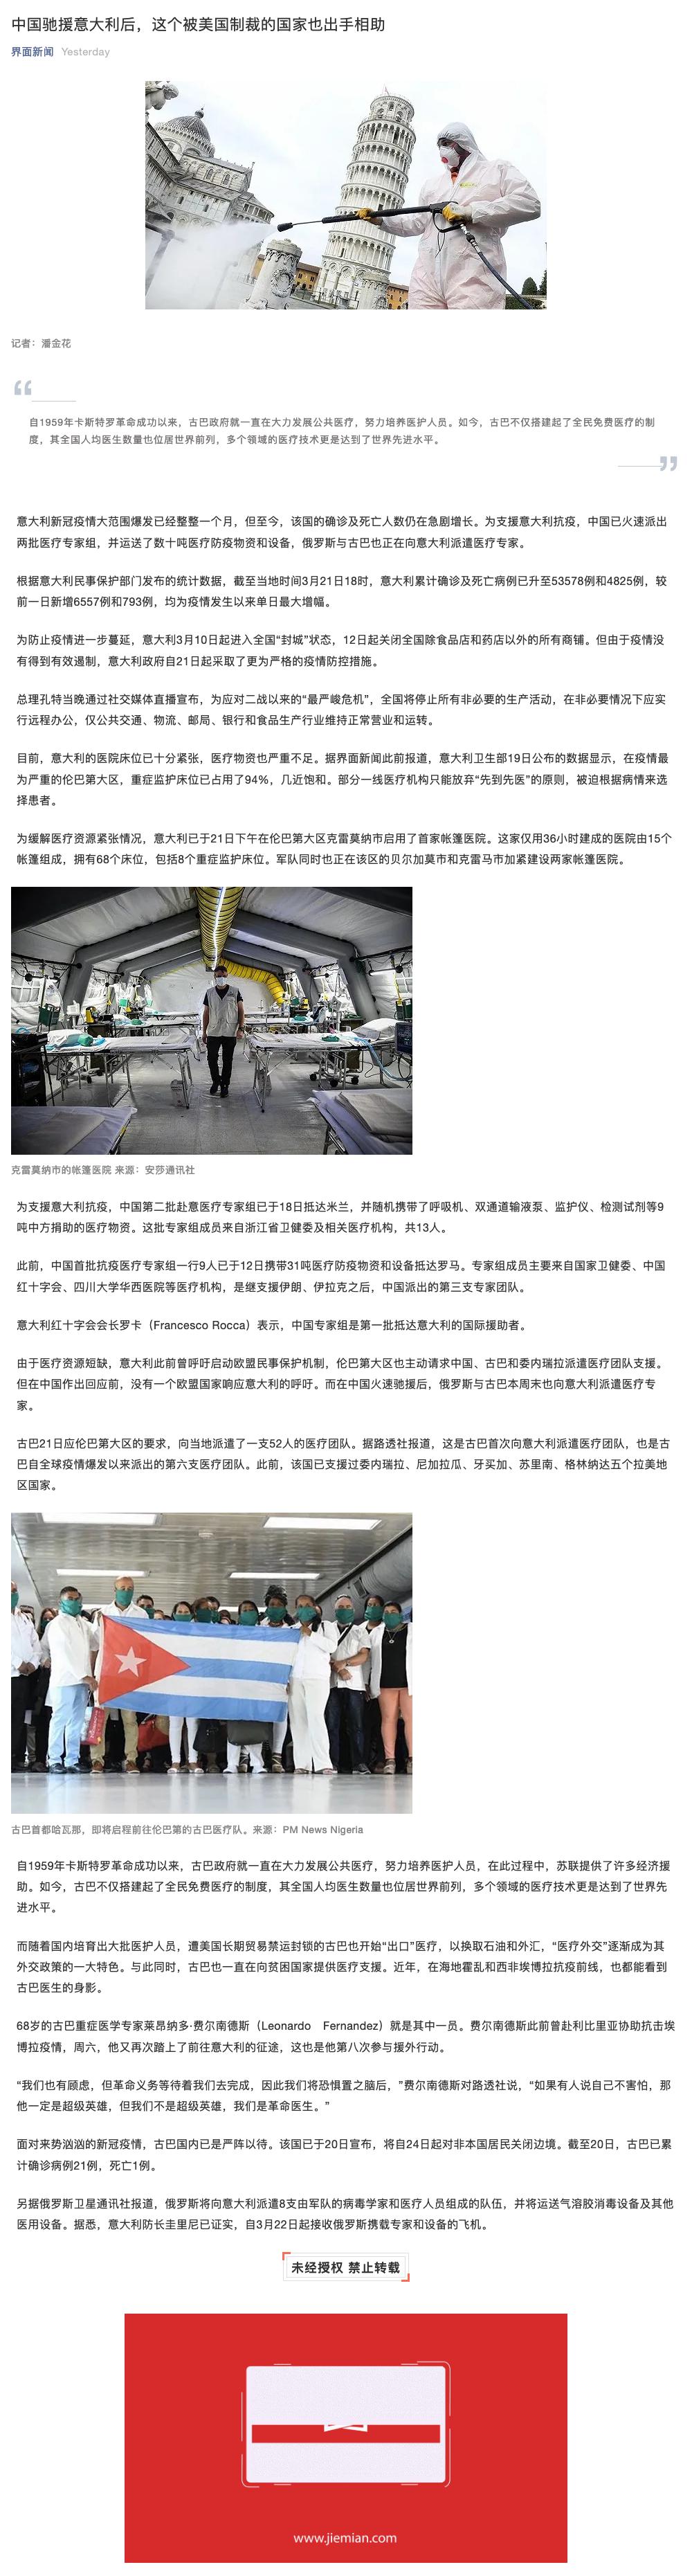 中国驰援意大利后，这个被美国制裁的国家也出手相助
界面新闻 Yesterday
记者：潘金花
“
自1959年卡斯特罗革命成功以来，古巴政府就一直在大力发展公共医疗，努力培养医护人员。如今，古巴不仅搭建起了全民免费医疗的制
度，其全国人均医生数量也位居世界前列，多个领域的医疗技术更是达到了世界先进水平。
”
意大利新冠疫情大范围爆发已经整整一个月，但至今，该国的确诊及死亡人数仍在急剧增长。为支援意大利抗疫，中国已火速派出
两批医疗专家组，并运送了数十吨医疗防疫物资和设备，俄罗斯与古巴也正在向意大利派遣医疗专家。
根据意大利民事保护部门发布的统计数据，截至当地时间3月21日18时，意大利累计确诊及死亡病例已升至53578例和4825例，较
前一日新增6557例和793例，均为疫情发生以来单日最大增幅。
为防止疫情进一步蔓延，意大利3月10日起进入全国“封城”状态，12日起关闭全国除食品店和药店以外的所有商铺。但由于疫情没
有得到有效遏制，意大利政府自21日起采取了更为严格的疫情防控措施。
总理孔特当晚通过社交媒体直播宣布，为应对二战以来的“最严峻危机”，全国将停止所有非必要的生产活动，在非必要情况下应实
行远程办公，仅公共交通、物流、邮局、银行和食品生产行业维持正常营业和运转。
目前，意大利的医院床位已十分紧张，医疗物资也严重不足。据界面新闻此前报道，意大利卫生部19日公布的数据显示，在疫情最
为严重的伦巴第大区，重症监护床位已占用了94%，几近饱和。部分一线医疗机构只能放弃“先到先医”的原则，被迫根据病情来选
择患者。
为缓解医疗资源紧张情况，意大利已于21日下午在伦巴第大区克雷莫纳市启用了首家帐篷医院。这家仅用36小时建成的医院由15个
帐篷组成，拥有68个床位，包括8个重症监护床位。军队同时也正在该区的贝尔加莫市和克雷马市加紧建设两家帐篷医院。
克雷莫纳市的帐篷医院 来源：安莎通讯社
为支援意大利抗疫，中国第二批赴意医疗专家组已于18日抵达米兰，并随机携带了呼吸机、双通道输液泵、监护仪、检测试剂等9
吨中方捐助的医疗物资。这批专家组成员来自浙江省卫健委及相关医疗机构，共13人。
此前，中国首批抗疫医疗专家组一行9人已于12日携带31吨医疗防疫物资和设备抵达罗马。专家组成员主要来自国家卫健委、中国
红十字会、四川大学华西医院等医疗机构，是继支援伊朗、伊拉克之后，中国派出的第三支专家团队。
意大利红十字会会长罗卡（Francesco Rocca）表示，中国专家组是第一批抵达意大利的国际援助者。
由于医疗资源短缺，意大利此前曾呼吁启动欧盟民事保护机制，伦巴第大区也主动请求中国、古巴和委内瑞拉派遣医疗团队支援。
但在中国作出回应前，没有一个欧盟国家响应意大利的呼吁。而在中国火速驰援后，俄罗斯与古巴本周末也向意大利派遣医疗专
家。
古巴21日应伦巴第大区的要求，向当地派遣了一支52人的医疗团队。据路透社报道，这是古巴首次向意大利派遣医疗团队，也是古
巴自全球疫情爆发以来派出的第六支医疗团队。此前，该国已支援过委内瑞拉、尼加拉瓜、牙买加、苏里南、格林纳达五个拉美地
区国家。
古巴首都哈瓦那，即将启程前往伦巴第的古巴医疗队。来源：PM News Nigeria
自1959年卡斯特罗革命成功以来，古巴政府就一直在大力发展公共医疗，努力培养医护人员，在此过程中，苏联提供了许多经济援
助。如今，古巴不仅搭建起了全民免费医疗的制度，其全国人均医生数量也位居世界前列，多个领域的医疗技术更是达到了世界先
进水平。
而随着国内培育出大批医护人员，遭美国长期贸易禁运封锁的古巴也开始“出口”医疗，以换取石油和外汇，“医疗外交”逐渐成为其
外交政策的一大特色。与此同时，古巴也一直在向贫困国家提供医疗支援。近年，在海地霍乱和西非埃博拉抗疫前线，也都能看到
古巴医生的身影。
68岁的古巴重症医学专家莱昂纳多·费尔南德斯（Leonardo Fernandez）就是其中一员。费尔南德斯此前曾赴利比里亚协助抗击埃
博拉疫情，周六，他又再次踏上了前往意大利的征途，这也是他第八次参与援外行动。
“我们也有顾虑，但革命义务等待着我们去完成，因此我们将恐惧置之脑后，”费尔南德斯对路透社说，“如果有人说自己不害怕，那
他一定是超级英雄，但我们不是超级英雄，我们是革命医生。”
面对来势汹汹的新冠疫情，古巴国内已是严阵以待。该国已于20日宣布，将自24日起对非本国居民关闭边境。截至20日，古巴已累
计确诊病例21例，死亡1例。
另据俄罗斯卫星通讯社报道，俄罗斯将向意大利派遣8支由军队的病毒学家和医疗人员组成的队伍，并将运送气溶胶消毒设备及其他
医用设备。据悉，意大利防长圭里尼已证实，自3月22日起接收俄罗斯携载专家和设备的飞机。
未经授权 禁止转载
www.jiemian.com